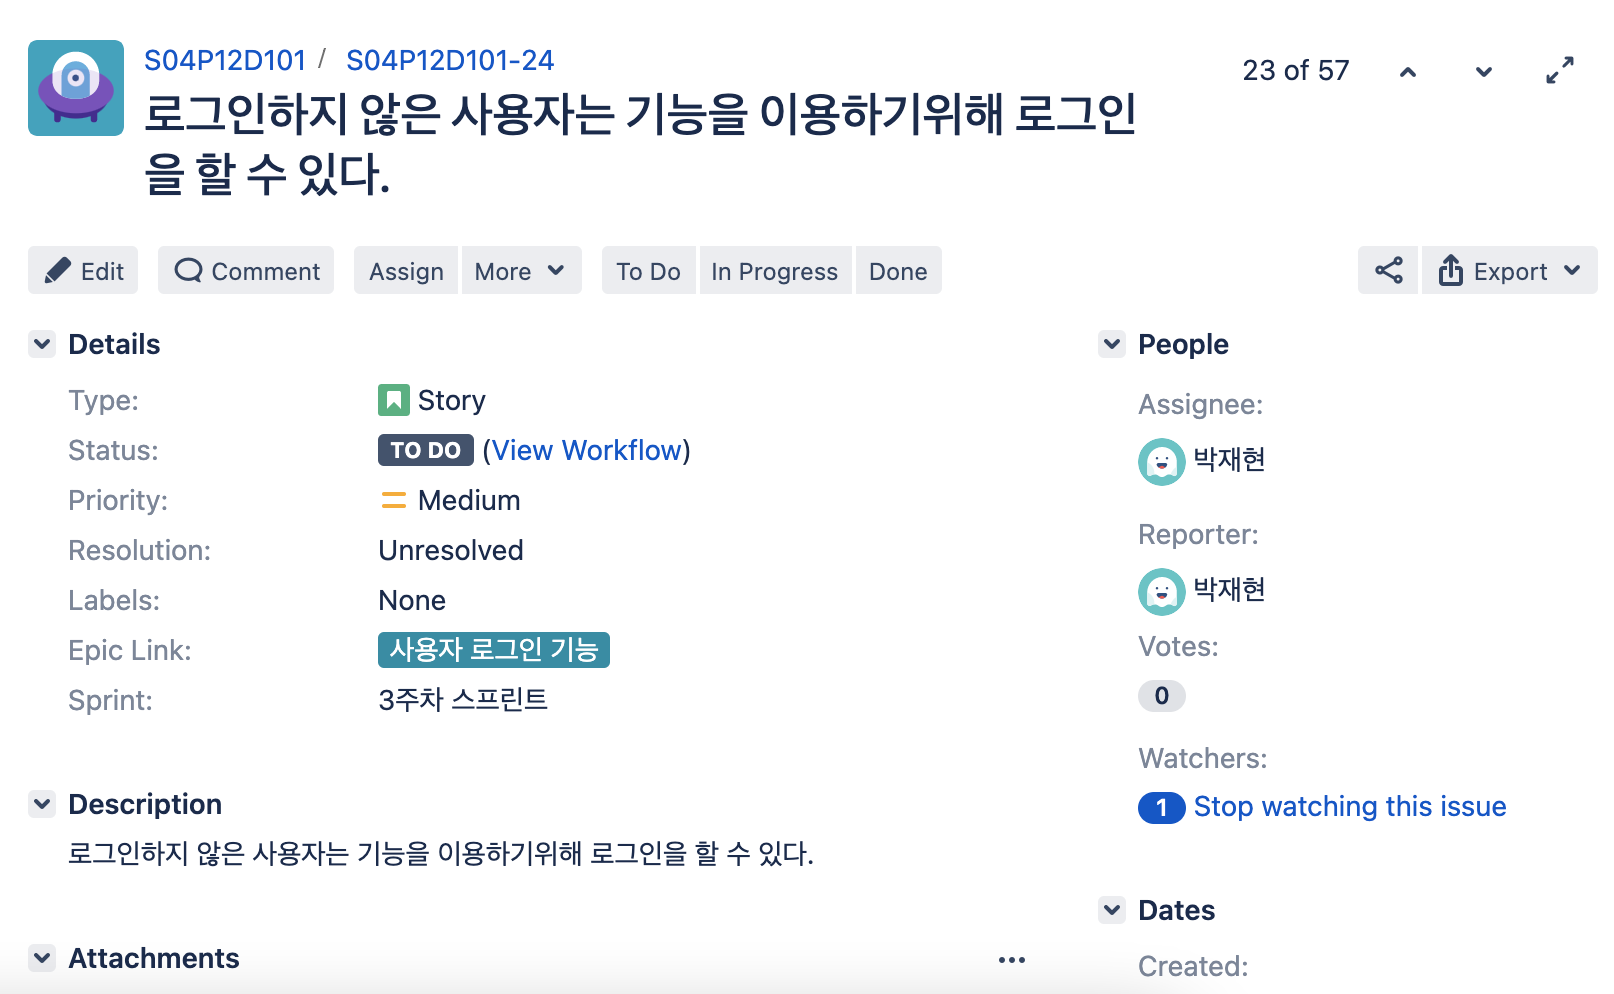 S04P12D101 / S04P12D101-24
23 of 57
로그인하지 않은 사용자는 기능을 이용하기위해 로그인
을 할 수 있다.
Edit Comment Assign More To Do In Progress Done Export
Details
Type: Story
Status: TO DO (View Workflow)
Priority: Medium
Resolution: Unresolved
Labels: None
Epic Link: 사용자 로그인 기능
Sprint: 3주차 스프린트
Description
로그인하지 않은 사용자는 기능을 이용하기위해 로그인을 할 수 있다.
Attachments
People
Assignee:
박재현
Reporter:
박재현
Votes:
0
Watchers:
1 Stop watching this issue
Dates
Created: